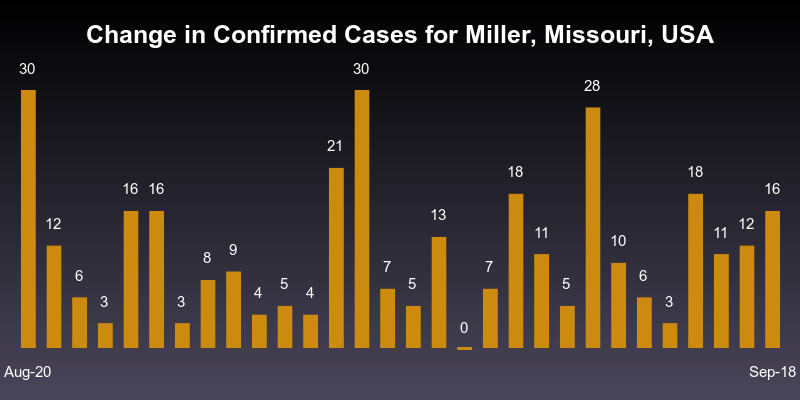 Change in Confirmed Cases for Miller, Missouri, USA
30 12 6 3 16 16 3 8 9 4 5 4 21 30 7 5 13 0 7 18 11 5 28 10 6 3 18 11 12 16
Aug-20 Sep-18